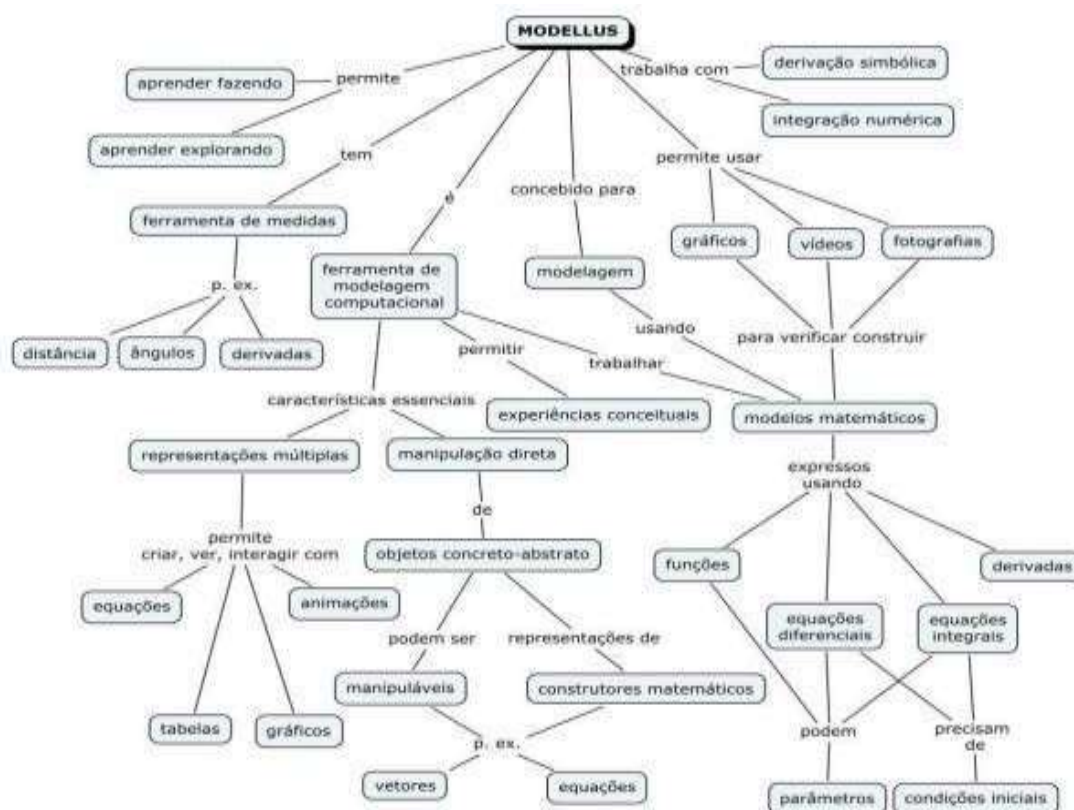 MODELLUS
permite
trabalha com
derivação simbólica
aprender fazendo
integração numérica
aprender explorando
tem
permite usar
é
concebido para
ferramenta de medidas
gráficos
vídeos
fotografias
ferramenta de
modelagem
computacional
modelagem
p. ex.
usando
para verificar construir
distância
ângulos
derivadas
permitir
trabalhar
características essenciais
experiências conceituais
modelos matemáticos
representações múltiplas
manipulação direta
expressos
usando
de
permite
criar, ver, interagir com
objetos concreto-abstrato
funções
derivadas
equações
animações
equações
diferenciais
equações
integrais
podem ser
representações de
manipuláveis
construtores matemáticos
tabelas
gráficos
p. ex.
podem
precisam
de
vetores
equações
parâmetros
condições iniciais